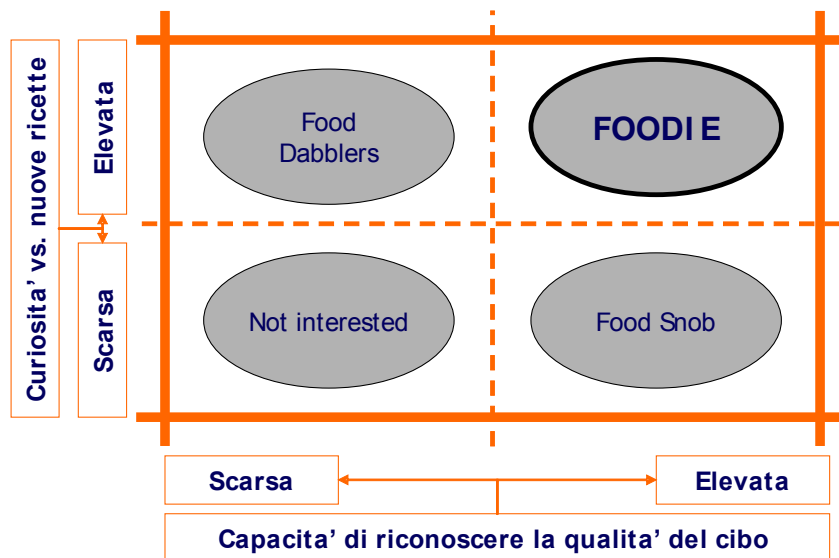 Curiosita' vs. nuove ricette
Elevata
Scarsa
Food
Dabblers
FOODIE
Not interested
Food Snob
Scarsa
Elevata
Capacita' di riconoscere la qualita' del cibo